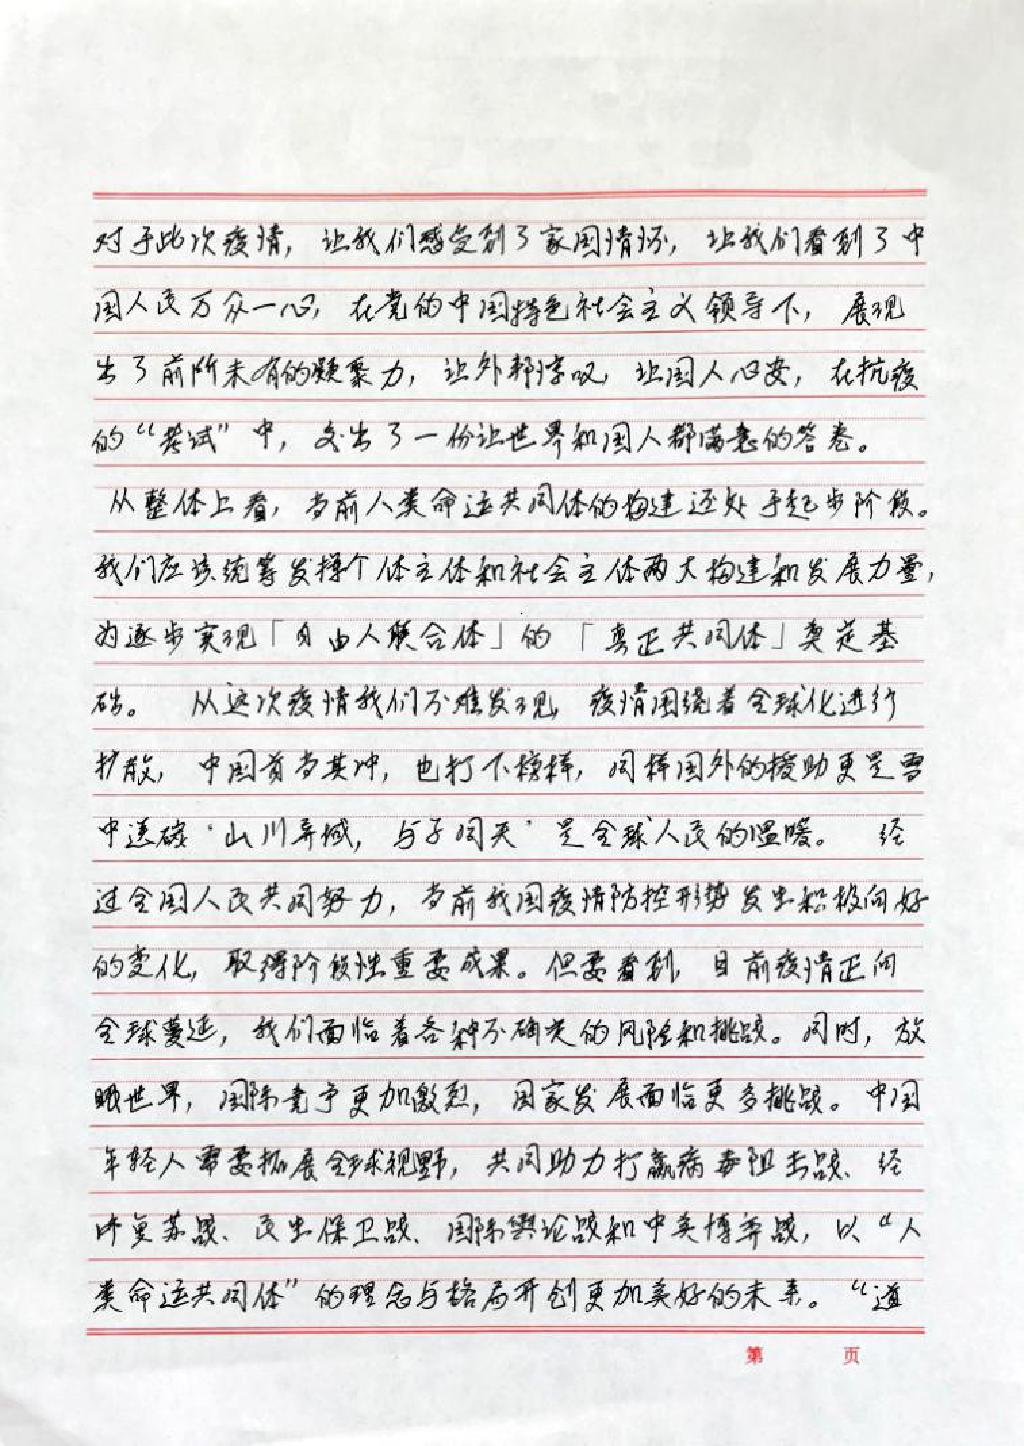 对于此次疫情，让我们感受到了家国情怀，让我们看到了中
国人民万众一心，在党的中国特色社会主义领导下，展现
出了前所未有的凝聚力，让外邦惊叹，让国人心安，在抗疫
的“考试”中，交出了一份让世界和国人都满意的答卷。
从整体上看，当前人类命运共同体的构建还处于起步阶段。
我们应该统筹发挥个体主体和社会主体两大构建和发展力量，
为逐步实现「自由人联合体」的「真正共同体」奠定基
础。 从这次疫情我们不难发现，疫情围绕着全球化进行
扩散，中国首当其冲，也打下榜样，同样国外的援助更是雪
中送碳“山川异域，与子同天”是全球人民的温暖。 经
过全国人民共同努力，当前我国疫情防控形势发生积极向好
的变化，取得阶段性重要成果。但要看到，目前疫情正向
全球蔓延，我们面临着各种不确定的风险和挑战。同时，放
眼世界，国际竞争更加激烈，国家发展面临更多挑战。中国
年轻人需要拓展全球视野，共同助力打赢病毒阻击战、经
济复苏战、民生保卫战、国际舆论战和中美博弈战，以“人
类命运共同体”的理念与格局开创更加美好的未来。“道
第 页